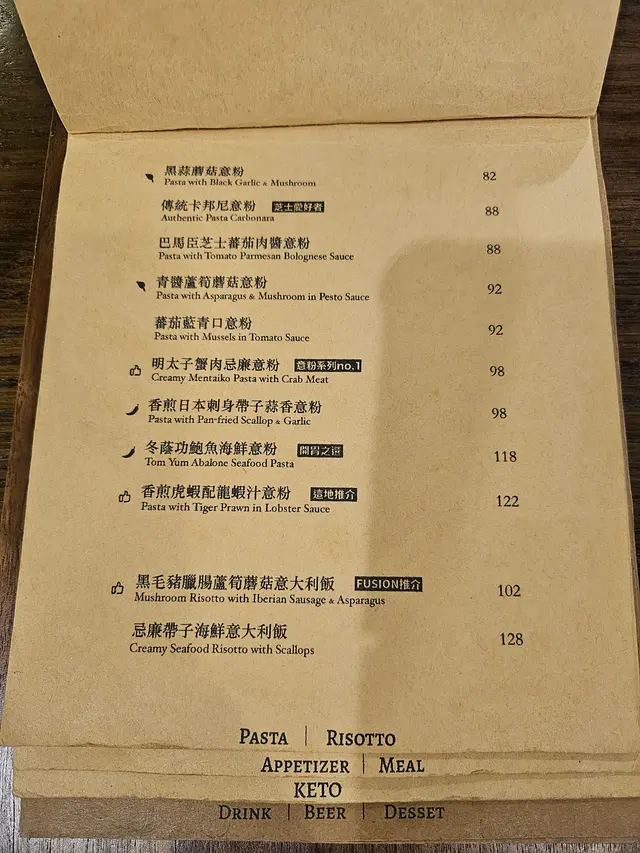 黑蒜蘑菇意粉 82
Pasta with Black Garlic & Mushroom
傳統卡邦尼意粉 芝士愛好者 88
Authentic Pasta Carbonara
巴馬臣芝士蕃茄肉醬意粉 88
Pasta with Tomato Parmesan Bolognese Sauce
青醬蘆筍蘑菇意粉 92
Pasta with Asparagus & Mushroom in Pesto Sauce
蕃茄藍青口意粉 92
Pasta with Mussels in Tomato Sauce
明太子蟹肉忌廉意粉 意粉系列no.1 98
Creamy Mentaiko Pasta with Crab Meat
香煎日本刺身帶子蒜香意粉 98
Pasta with Pan-fried Scallop & Garlic
冬蔭功鮑魚海鮮意粉 開胃之選 118
Tom Yum Abalone Seafood Pasta
香煎虎蝦配龍蝦汁意粉 這地推介 122
Pasta with Tiger Prawn in Lobster Sauce
黑毛豬臘腸蘆筍蘑菇意大利飯 FUSION推介 102
Mushroom Risotto with Iberian Sausage & Asparagus
忌廉帶子海鮮意大利飯 128
Creamy Seafood Risotto with Scallops
PASTA | RISOTTO
APPETIZER | MEAL
KETO
DRINK | BEER | DESSET